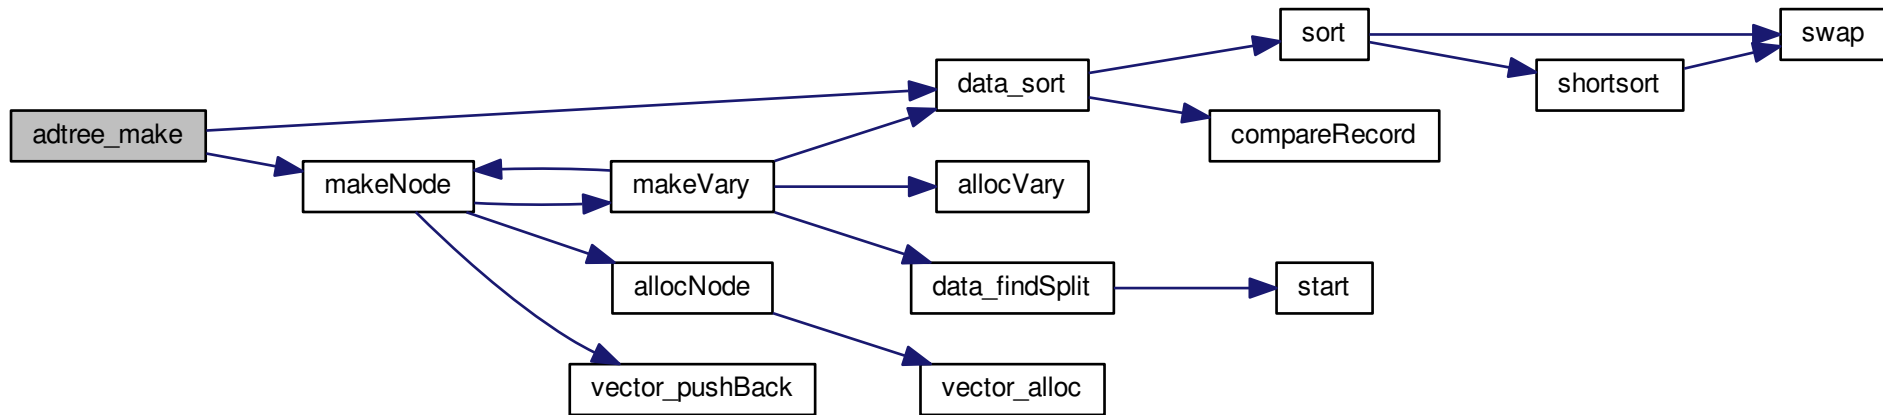 adtree_make
makeNode
makeVary
allocNode
vector_pushBack
data_sort
allocVary
data_findSplit
vector_alloc
sort
compareRecord
start
shortsort
swap